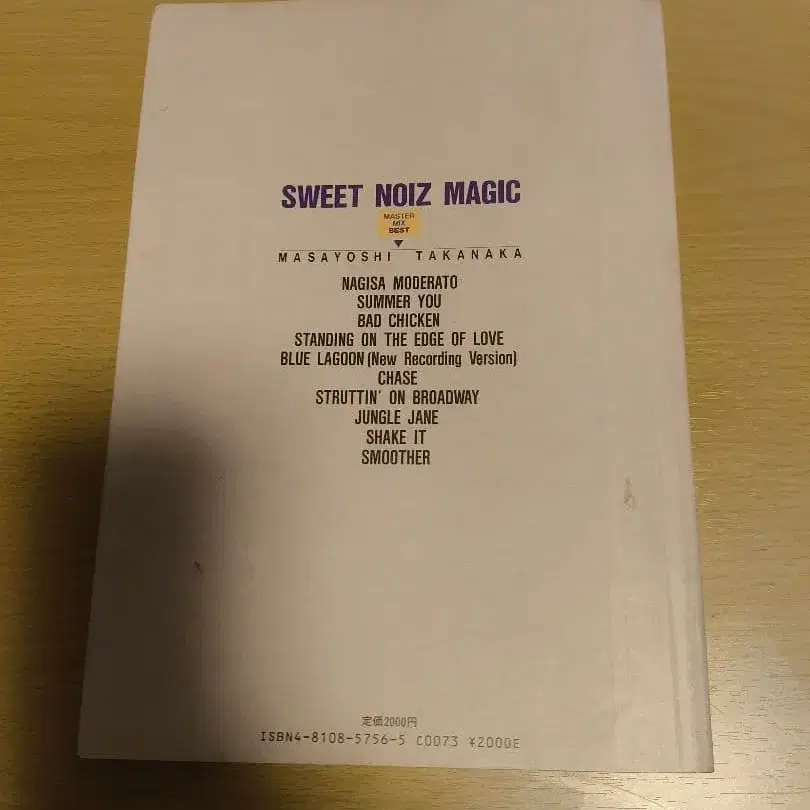 SWEET NOIZ MAGIC
MASTER
MIX
BEST
MASAYOSHI TAKANAKA
NAGISA MODERATO
SUMMER YOU
BAD CHICKEN
STANDING ON THE EDGE OF LOVE
BLUE LAGOON(New Recording Version)
CHASE
STRUTTIN' ON BROADWAY
JUNGLE JANE
SHAKE IT
SMOOTHER
定価2000円
ISBN4-8108-5756-5 C0073 ¥2000E